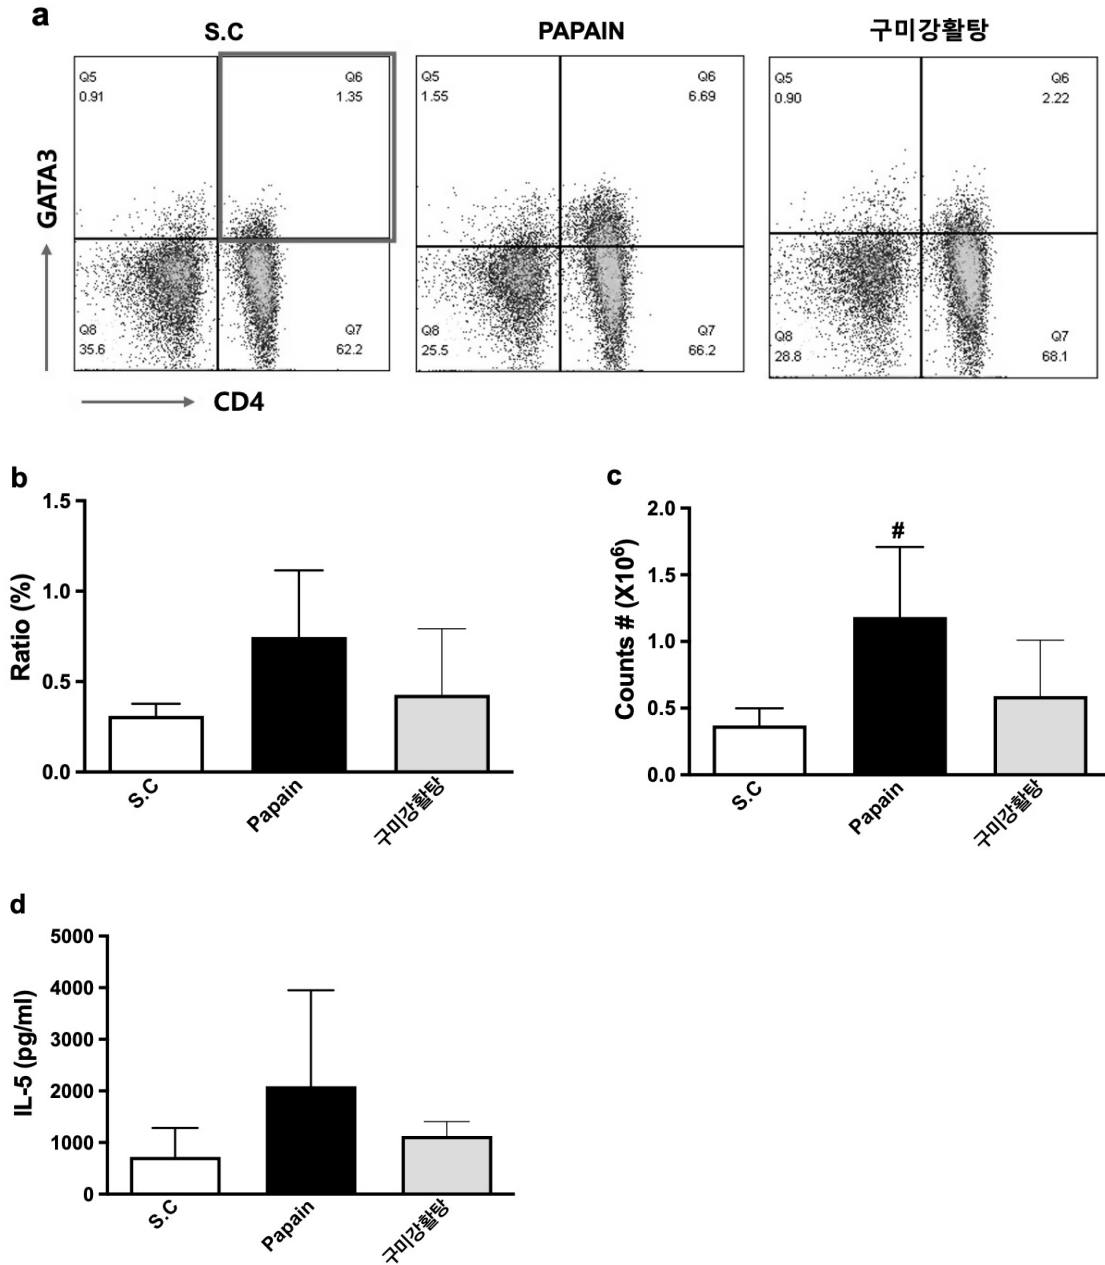 a
S.C
PAPAIN
구미강활탕
Q5
0.91
Q6
1.35
Q8
35.6
Q7
62.2
Q5
1.55
Q6
6.69
Q8
25.5
Q7
66.2
Q5
0.90
Q6
2.22
Q8
28.8
Q7
68.1
GATA3
CD4
b
Ratio (%)
1.5
1.0
0.5
0.0
S.C
Papain
구미강활탕
c
Counts # (X10⁶)
2.0
1.5
1.0
0.5
0.0
#
S.C
Papain
구미강활탕
d
IL-5 (pg/ml)
5000
4000
3000
2000
1000
0
S.C
Papain
구미강활탕